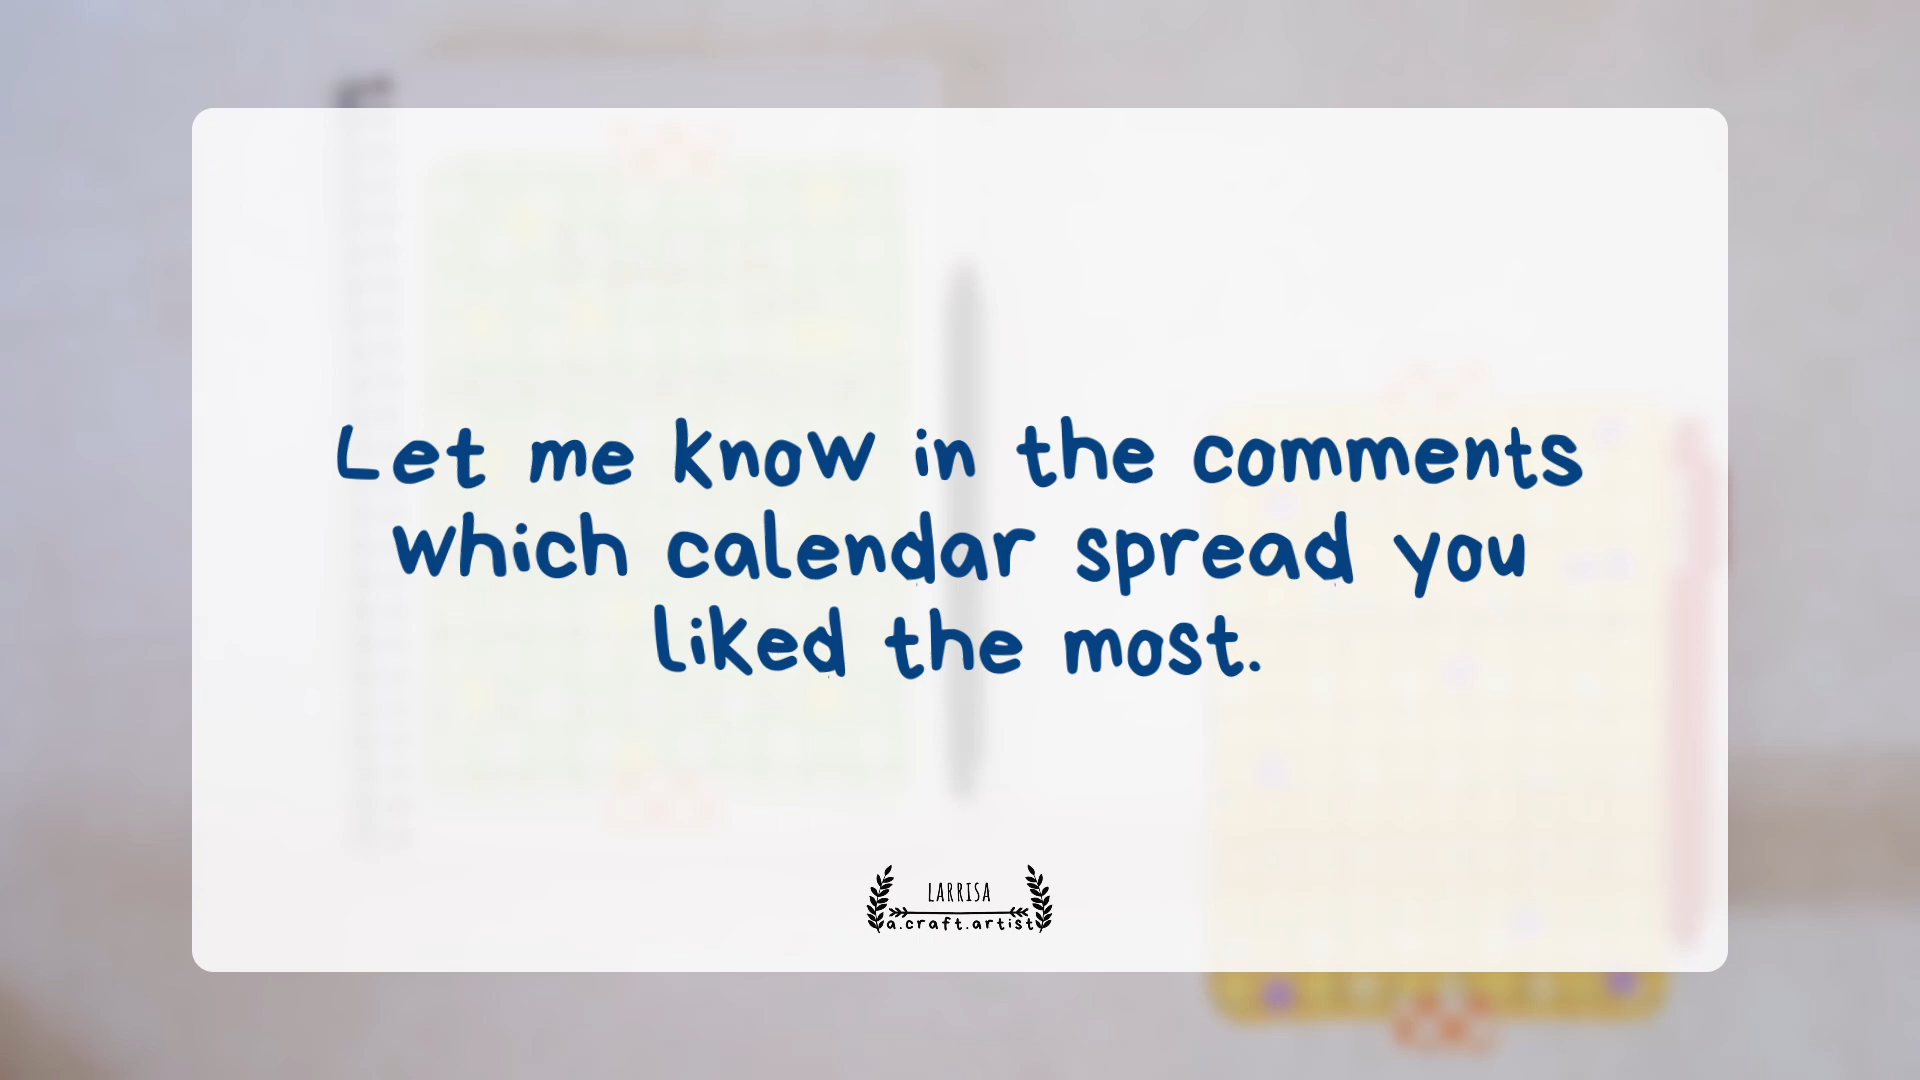 Let me know in the comments
which calendar spread you
liked the most.
LARRISA
a.craft.artist